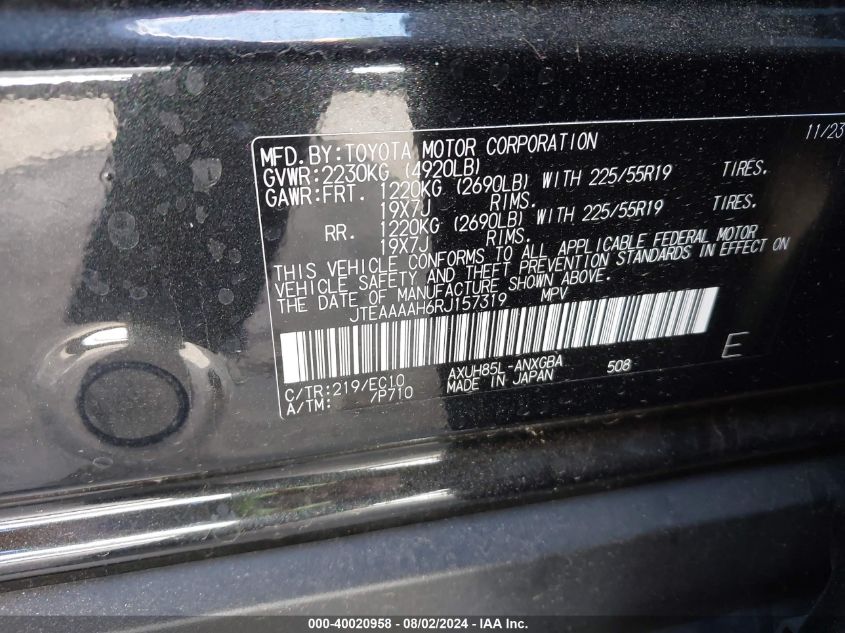 11/23
MFD.BY:TOYOTA MOTOR CORPORATION
GVWR:2230KG (4920LB)
GAWR:FRT. 1220KG (2690LB) WITH 225/55R19 TIRES.
19X7J RIMS.
RR. 1220KG (2690LB) WITH 225/55R19 TIRES.
19X7J RIMS.
THIS VEHICLE CONFORMS TO ALL APPLICABLE FEDERAL MOTOR
VEHICLE SAFETY AND THEFT PREVENTION STANDARDS IN EFFECT ON
THE DATE OF MANUFACTURE SHOWN ABOVE.
JTEAAAAH6RJ157319 MPV
C/TR:219/EC10 AXUH85L-ANXGBA 508 E
A/TM: /P710 MADE IN JAPAN
000-40020958 - 08/02/2024 - IAA Inc.